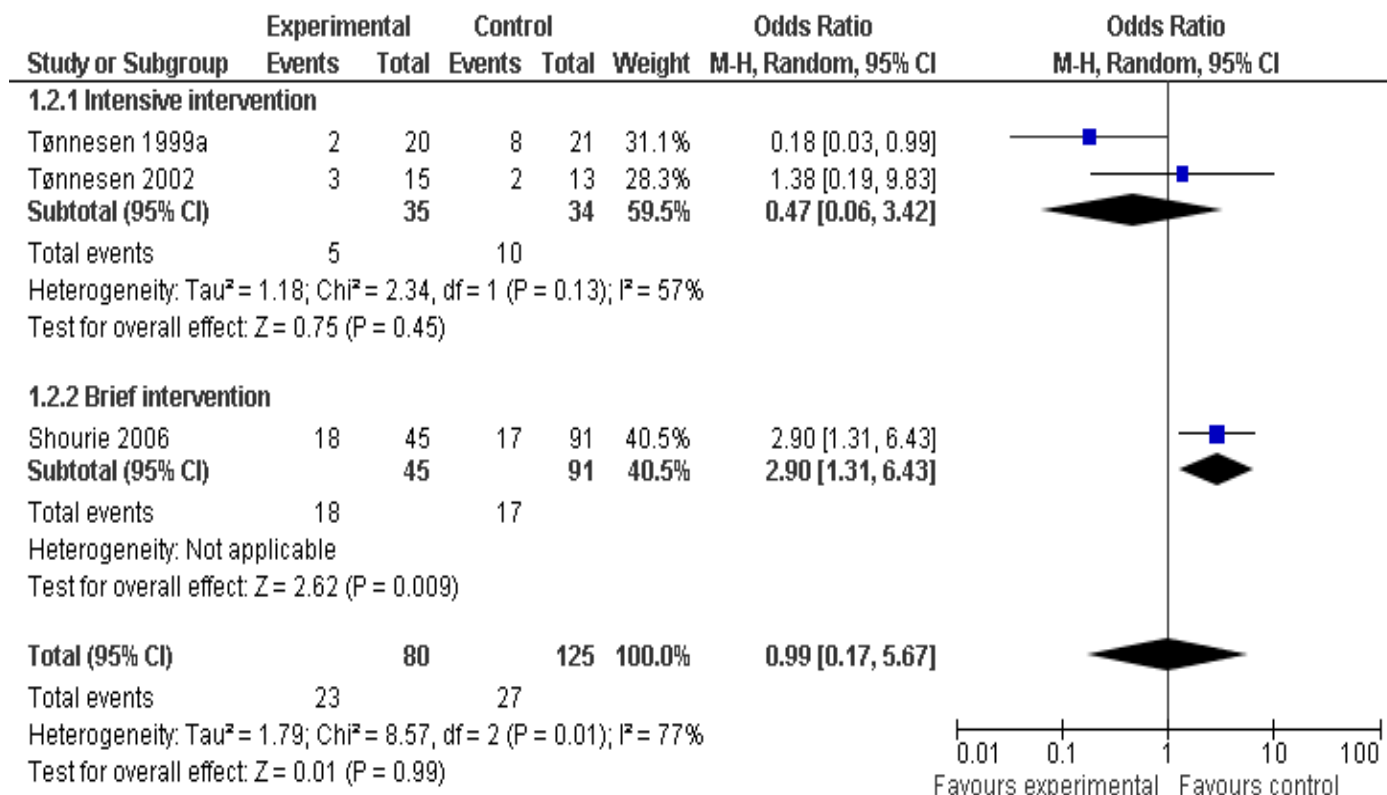 Experimental Control Odds Ratio Odds Ratio
Study or Subgroup Events Total Events Total Weight M-H, Random, 95% CI M-H, Random, 95% CI
1.2.1 Intensive intervention
Tønnesen 1999a 2 20 8 21 31.1% 0.18 [0.03, 0.99]
Tønnesen 2002 3 15 2 13 28.3% 1.38 [0.19, 9.83]
Subtotal (95% CI) 35 34 59.5% 0.47 [0.06, 3.42]
Total events 5 10
Heterogeneity: Tau² = 1.18; Chi² = 2.34, df = 1 (P = 0.13); I² = 57%
Test for overall effect: Z = 0.75 (P = 0.45)
1.2.2 Brief intervention
Shourie 2006 18 45 17 91 40.5% 2.90 [1.31, 6.43]
Subtotal (95% CI) 45 91 40.5% 2.90 [1.31, 6.43]
Total events 18 17
Heterogeneity: Not applicable
Test for overall effect: Z = 2.62 (P = 0.009)
Total (95% CI) 80 125 100.0% 0.99 [0.17, 5.67]
Total events 23 27
Heterogeneity: Tau² = 1.79; Chi² = 8.57, df = 2 (P = 0.01); I² = 77%
Test for overall effect: Z = 0.01 (P = 0.99)
0.01 0.1 1 10 100
Favours experimental Favours control